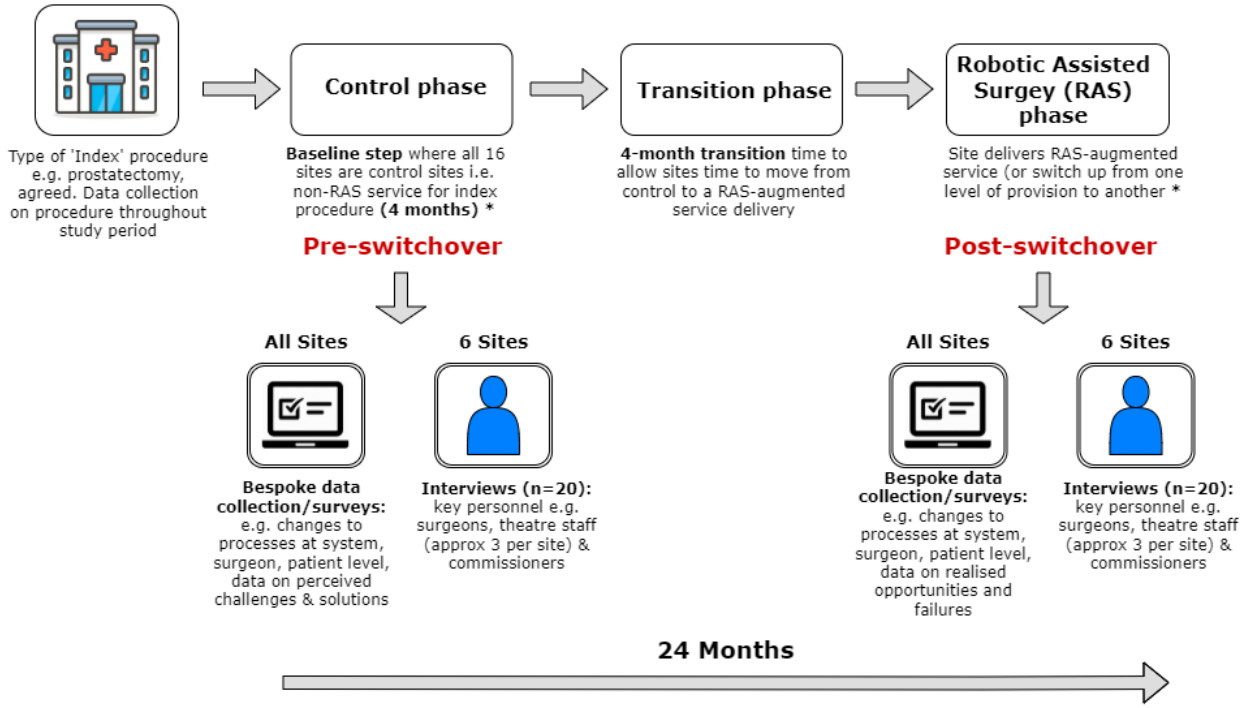 Type of 'Index' procedure
e.g. prostatectomy,
agreed. Data collection
on procedure throughout
study period
Control phase
Baseline step where all 16
sites are control sites i.e.
non-RAS service for index
procedure (4 months) *
Pre-switchover
Transition phase
4-month transition time to
allow sites time to move from
control to a RAS-augmented
service delivery
Robotic Assisted
Surgey (RAS)
phase
Site delivers RAS-augmented
service (or switch up from one
level of provision to another *
Post-switchover
All Sites
Bespoke data
collection/surveys:
e.g. changes to
processes at system,
surgeon, patient level,
data on perceived
challenges & solutions
6 Sites
Interviews (n=20):
key personnel e.g.
surgeons, theatre staff
(approx 3 per site) &
commissioners
All Sites
Bespoke data
collection/surveys:
e.g. changes to
processes at system,
surgeon, patient level,
data on realised
opportunities and
failures
6 Sites
Interviews (n=20):
key personnel e.g.
surgeons, theatre staff
(approx 3 per site) &
commissioners
24 Months